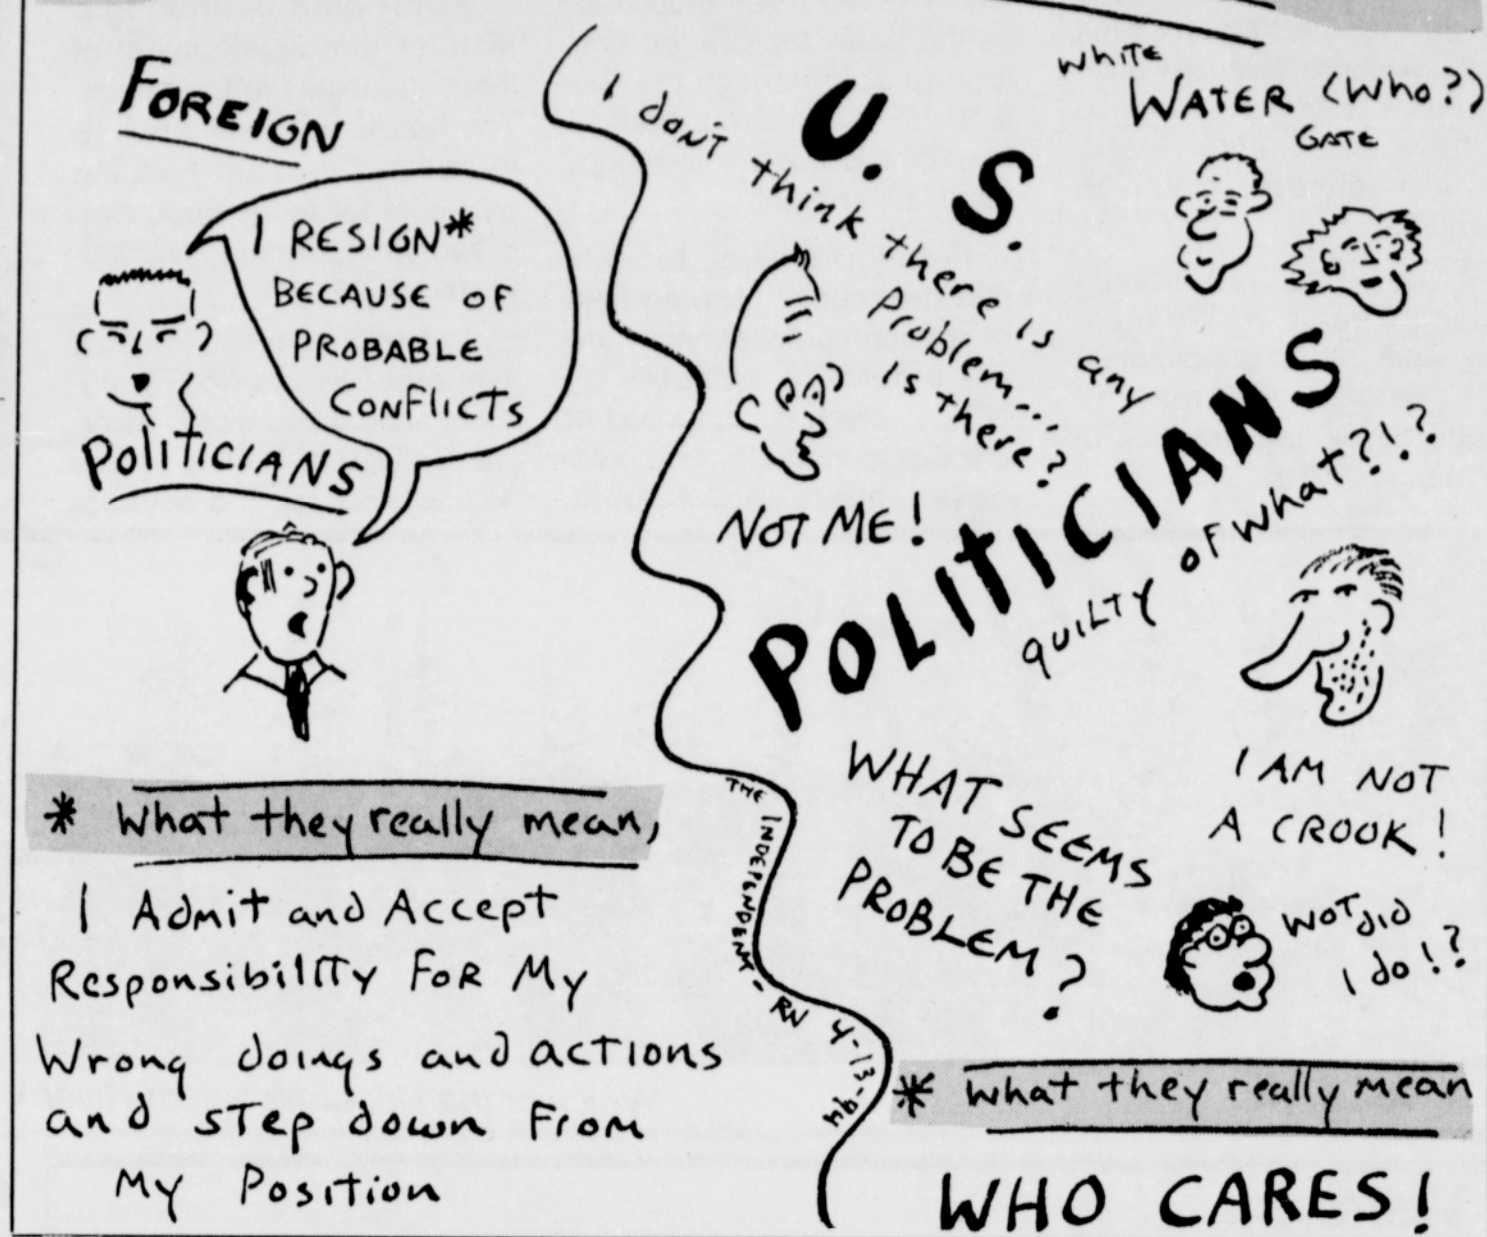 FOREIGN
I RESIGN*
BECAUSE OF
PROBABLE
CONFLICTS
POLITICIANS
* What they really mean,
I Admit and Accept
Responsibility FOR My
Wrong doings and actions
and step down From
My Position
U. S.
POLITICIANS
I don't think there is any
Problem...
Is there?
NOT ME!
White
WATER (Who?)
GATE
guilty of what?!?
I AM NOT
A CROOK!
WHAT SEEMS
TO BE THE
PROBLEM?
WOT did
I do!?
THE INDEPENDENT - RN 4-13-94
* What they really mean
WHO CARES!